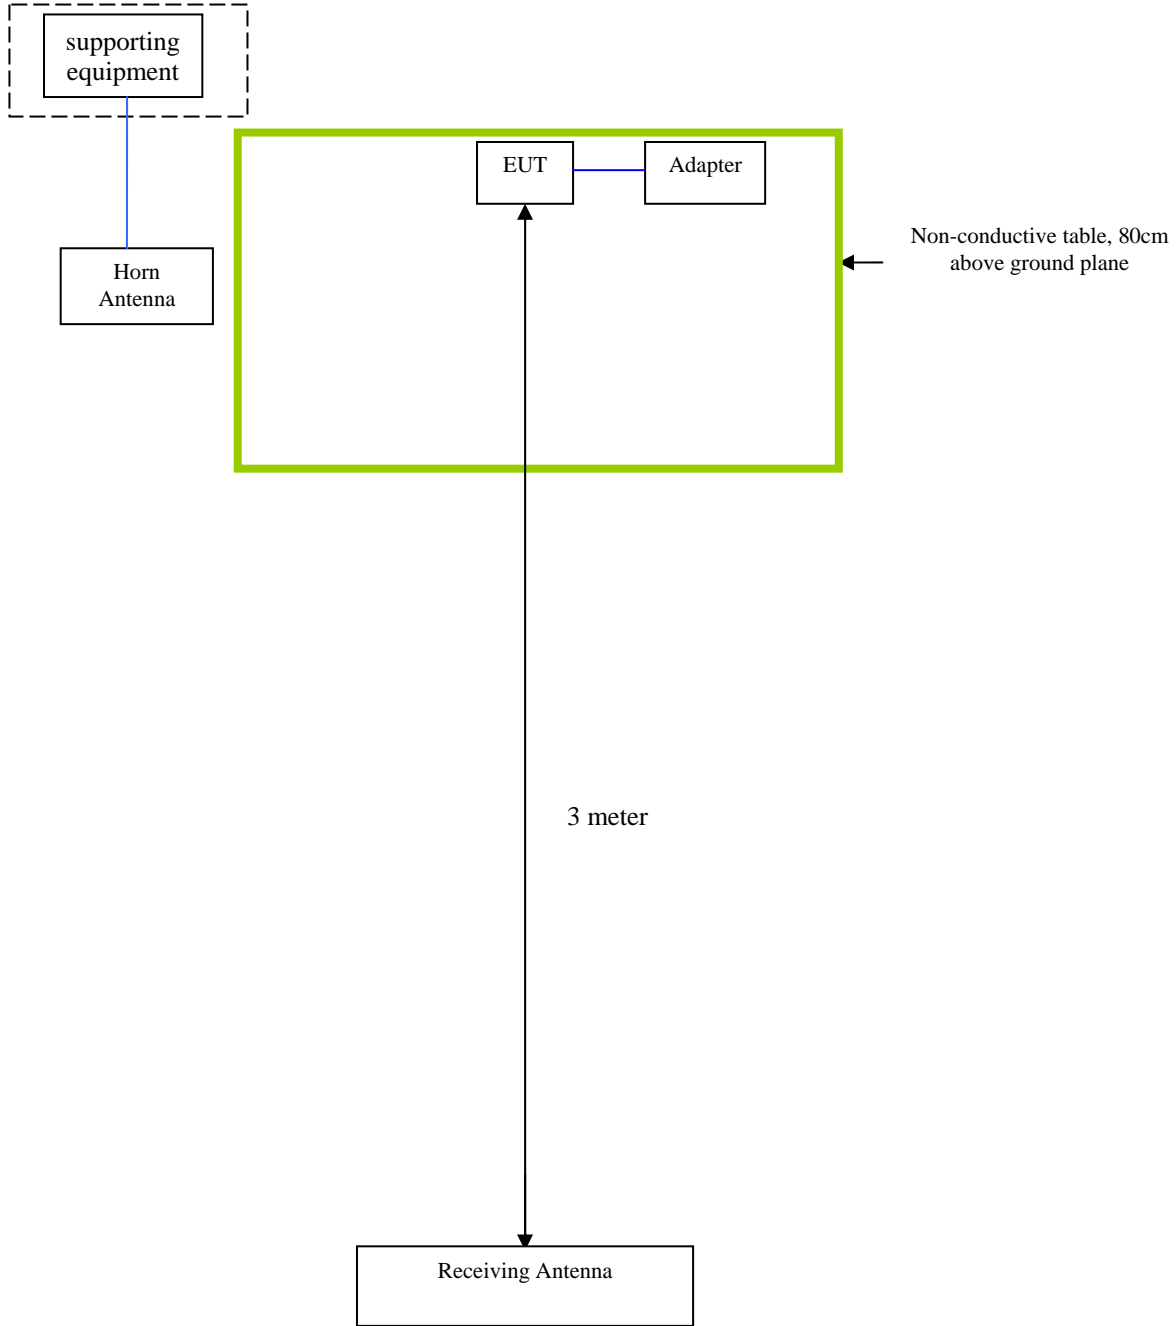 supporting
equipment
EUT
Adapter
Non-conductive table, 80cm
above ground plane
Horn
Antenna
3 meter
Receiving Antenna